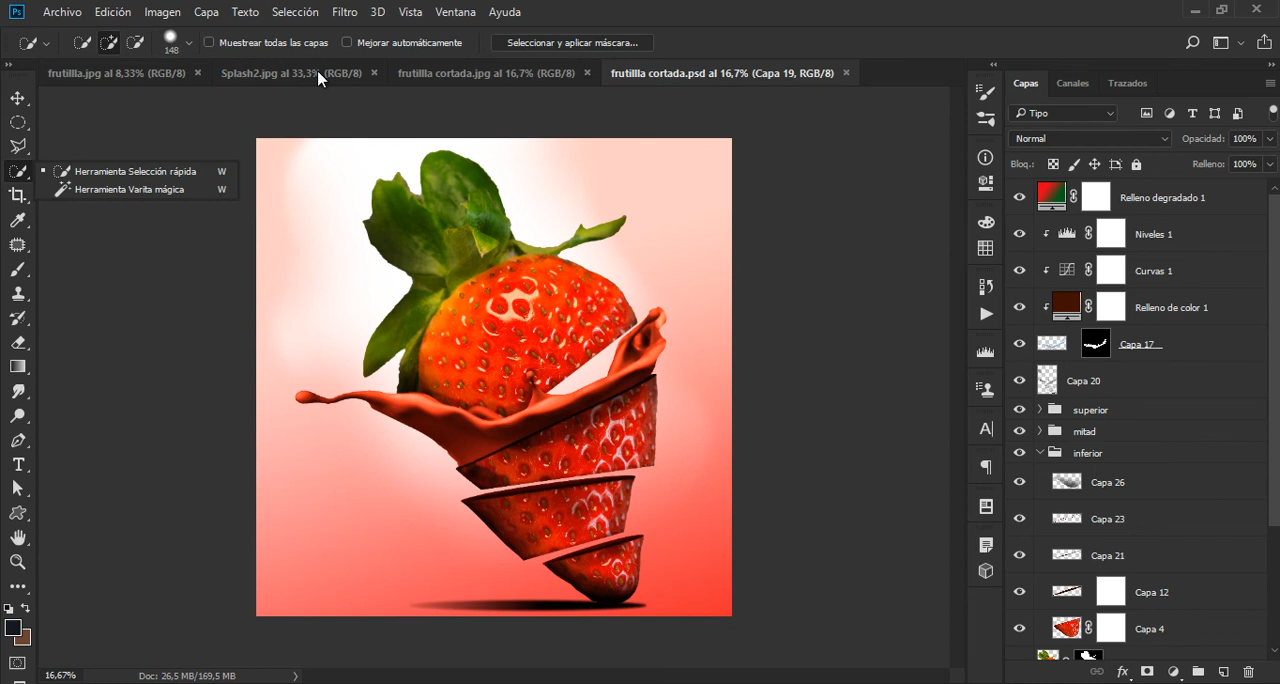 Ps Archivo Edición Imagen Capa Texto Selección Filtro 3D Vista Ventana Ayuda
148 Muestrear todas las capas Mejorar automáticamente Seleccionar y aplicar máscara...
frutillla.jpg al 8,33% (RGB/8) × Splash2.jpg al 33,3% (RGB/8) × frutillla cortada.jpg al 16,7% (RGB/8) × frutillla cortada.psd al 16,7% (Capa 19, RGB/8) ×
Herramienta Selección rápida W
Herramienta Varita mágica W
Capas Canales Trazados
Tipo
Normal Opacidad: 100%
Bloq.: Relleno: 100%
Relleno degradado 1
Niveles 1
Curvas 1
Relleno de color 1
Capa 17
Capa 20
superior
mitad
inferior
Capa 26
Capa 23
Capa 21
Capa 12
Capa 4
fx
16,67% Doc: 26,5 MB/169,5 MB